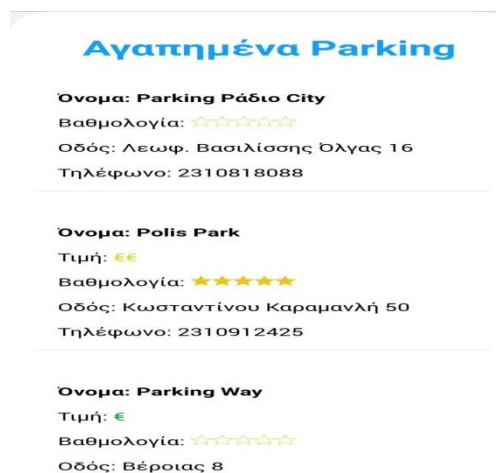 Αγαπημένα Parking
Όνομα: Parking Ράδιο City
Βαθμολογία: ☆☆☆☆☆
Οδός: Λεωφ. Βασιλίσσης Όλγας 16
Τηλέφωνο: 2310818088
Όνομα: Polis Park
Τιμή: €€
Βαθμολογία: ★★★★★
Οδός: Κωσταντίνου Καραμανλή 50
Τηλέφωνο: 2310912425
Όνομα: Parking Way
Τιμή: €
Βαθμολογία: ☆☆☆☆☆
Οδός: Βέροιας 8